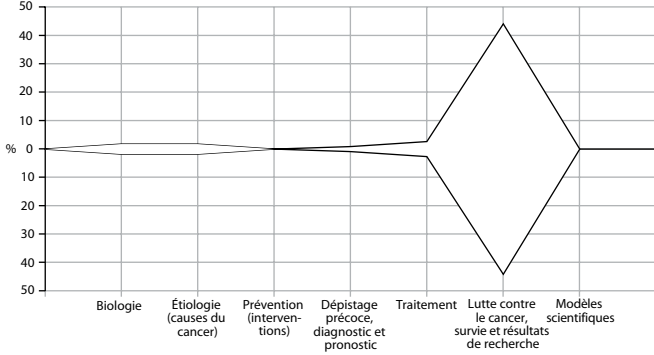 50
40
30
20
10
% 0
10
20
30
40
50
Biologie
Étiologie
(causes du
cancer)
Prévention
(interven-
tions)
Dépistage
précoce,
diagnostic et
pronostic
Traitement
Lutte contre
le cancer,
survie et résultats
de recherche
Modèles
scientifiques